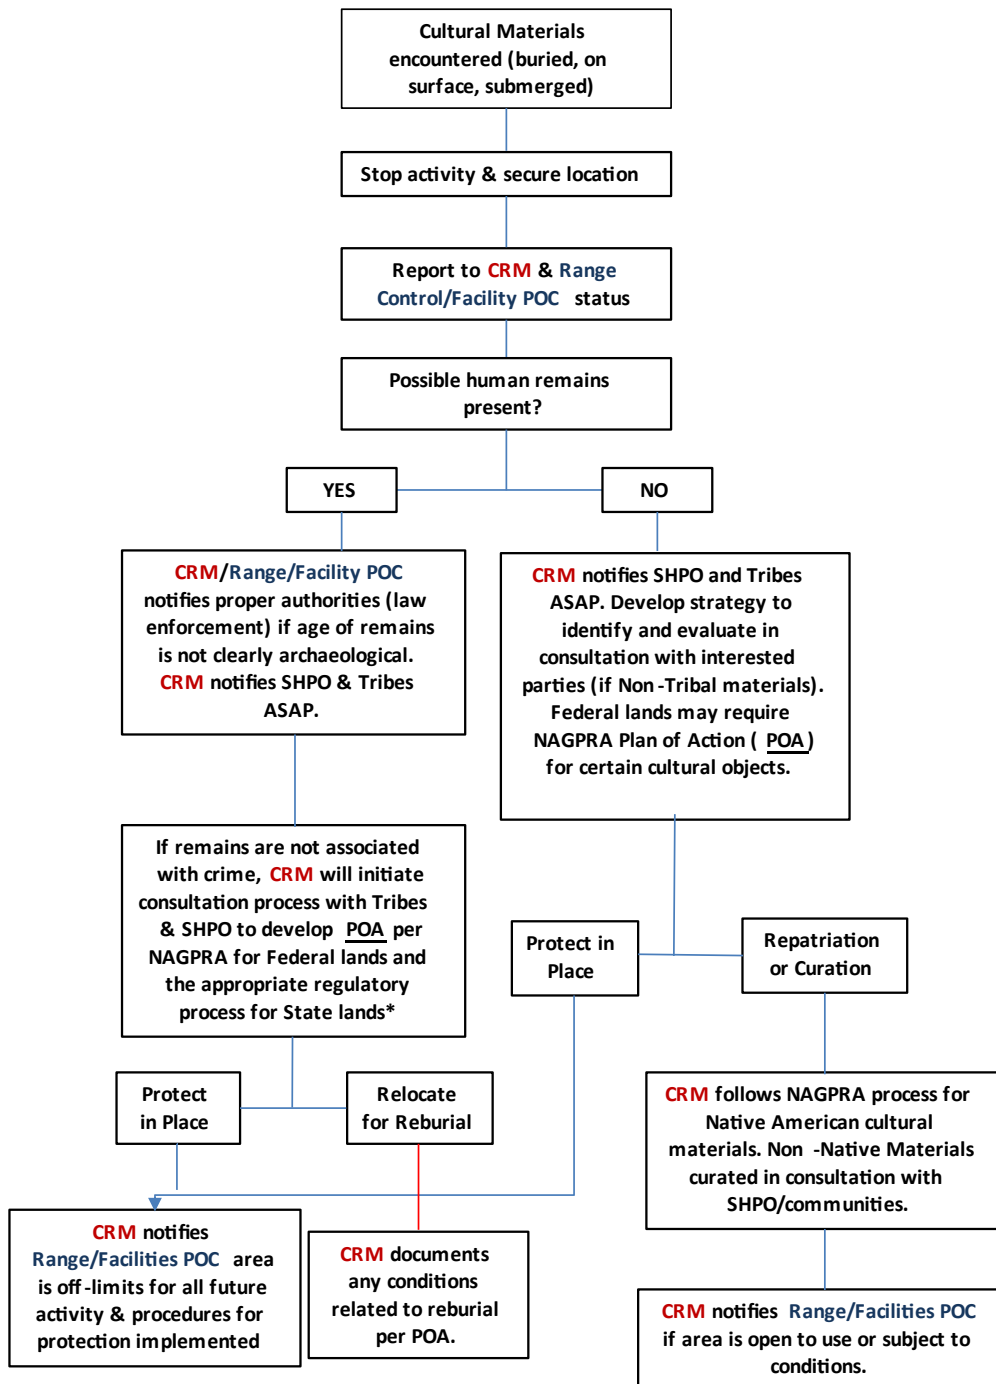 Cultural Materials
encountered (buried, on
surface, submerged)
Stop activity & secure location
Report to CRM & Range
Control/Facility POC status
Possible human remains
present?
YES
NO
CRM/Range/Facility POC
notifies proper authorities (law
enforcement) if age of remains
is not clearly archaeological.
CRM notifies SHPO & Tribes
ASAP.
CRM notifies SHPO and Tribes
ASAP. Develop strategy to
identify and evaluate in
consultation with interested
parties (if Non-Tribal materials).
Federal lands may require
NAGPRA Plan of Action ( POA)
for certain cultural objects.
If remains are not associated
with crime, CRM will initiate
consultation process with Tribes
& SHPO to develop POA per
NAGPRA for Federal lands and
the appropriate regulatory
process for State lands*
Protect in
Place
Repatriation
or Curation
Protect
in Place
Relocate
for Reburial
CRM follows NAGPRA process for
Native American cultural
materials. Non -Native Materials
curated in consultation with
SHPO/communities.
CRM notifies
Range/Facilities POC area
is off-limits for all future
activity & procedures for
protection implemented
CRM documents
any conditions
related to reburial
per POA.
CRM notifies Range/Facilities POC
if area is open to use or subject to
conditions.